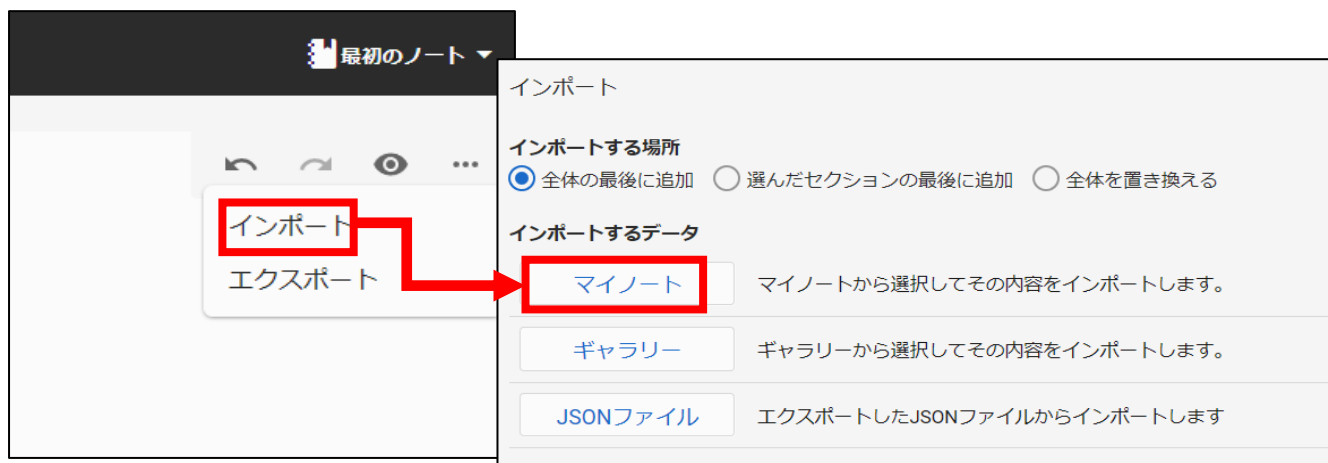 最初のノート
インポート
エクスポート
インポート
インポートする場所
全体の最後に追加 選んだセクションの最後に追加 全体を置き換える
インポートするデータ
マイノート マイノートから選択してその内容をインポートします。
ギャラリー ギャラリーから選択してその内容をインポートします。
JSONファイル エクスポートしたJSONファイルからインポートします